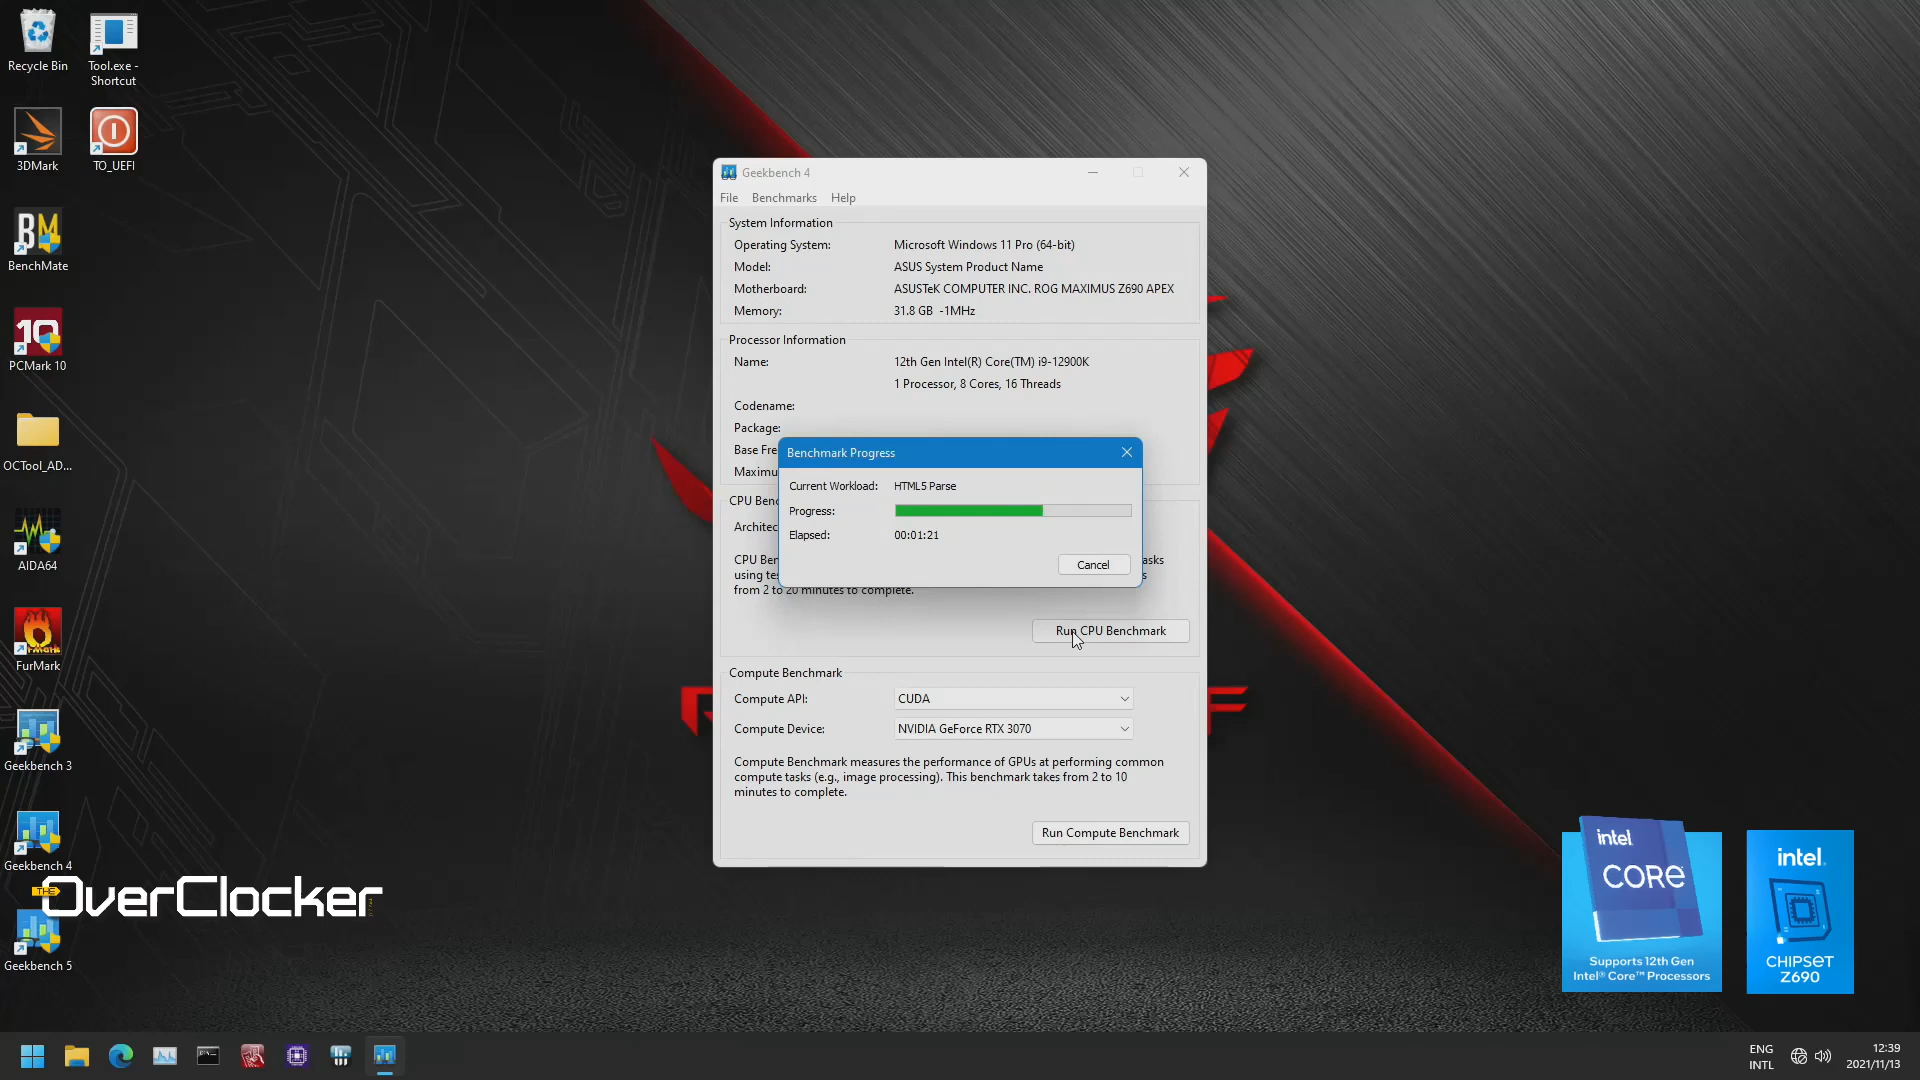 Recycle Bin
Tool.exe -
Shortcut
3DMark
TO_UEFI
BM
BenchMate
10
PCMark 10
OCTool_AD...
AIDA64
FurMark
Geekbench 3
Geekbench 4
THE OverClocker
Geekbench 5
Geekbench 4
File Benchmarks Help
System Information
Operating System: Microsoft Windows 11 Pro (64-bit)
Model: ASUS System Product Name
Motherboard: ASUSTeK COMPUTER INC. ROG MAXIMUS Z690 APEX
Memory: 31.8 GB -1MHz
Processor Information
Name: 12th Gen Intel(R) Core(TM) i9-12900K
1 Processor, 8 Cores, 16 Threads
Codename:
Package:
Base Fre
Maximu
CPU Ben
Architec
CPU Ben asks
using tes s
from 2 to 20 minutes to complete.
Benchmark Progress
Current Workload: HTML5 Parse
Progress:
Elapsed: 00:01:21
Cancel
Run CPU Benchmark
Compute Benchmark
Compute API: CUDA
Compute Device: NVIDIA GeForce RTX 3070
Compute Benchmark measures the performance of GPUs at performing common
compute tasks (e.g., image processing). This benchmark takes from 2 to 10
minutes to complete.
Run Compute Benchmark
intel
CORE
Supports 12th Gen
Intel® Core™ Processors
intel.
CHIPSET
Z690
ENG
INTL
12:39
2021/11/13